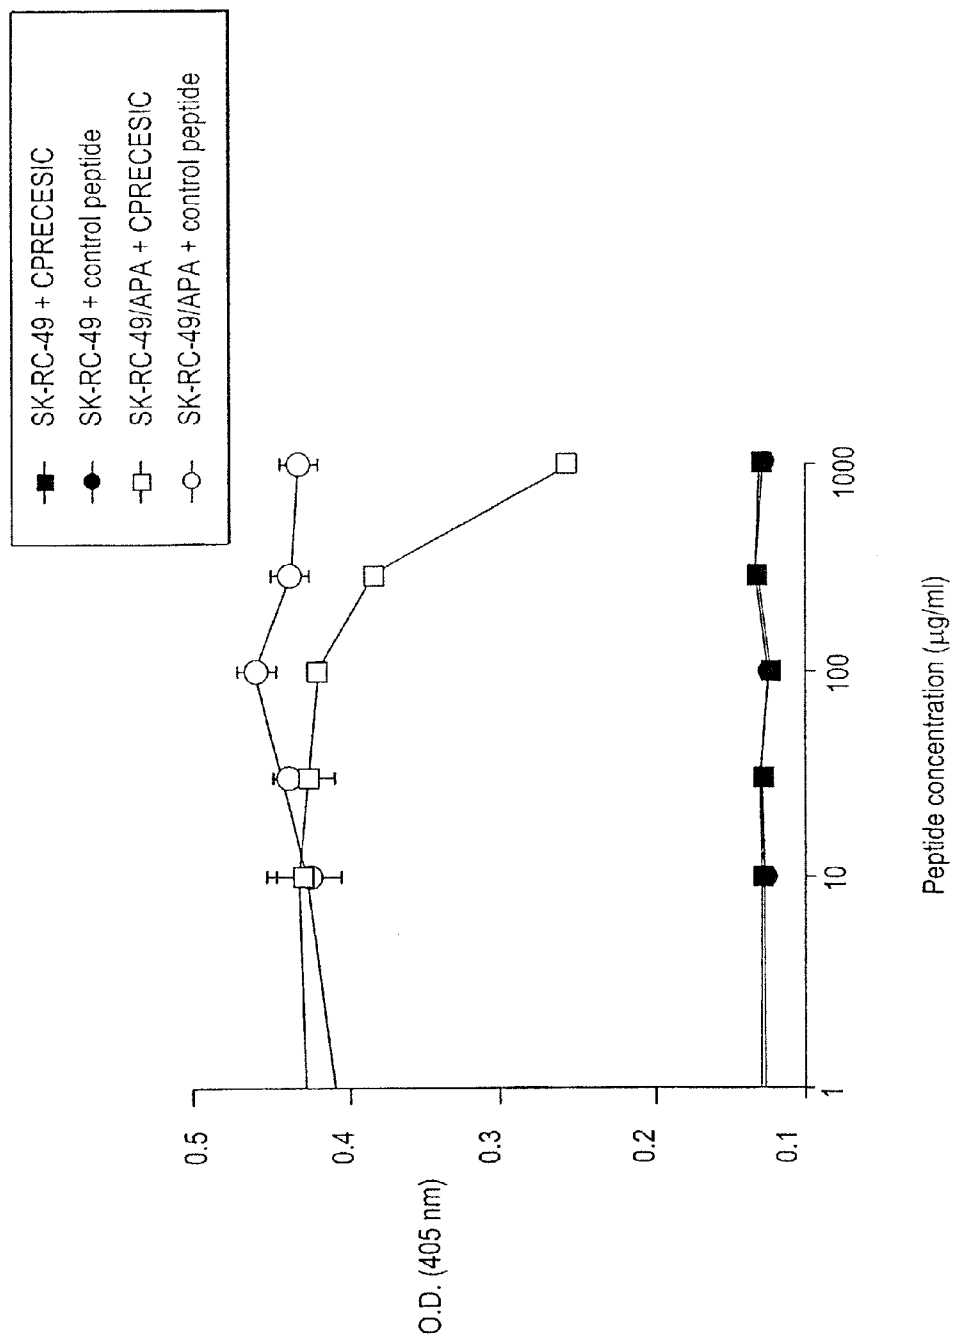 SK-RC-49 + CPRECESIC
SK-RC-49 + control peptide
SK-RC-49/APA + CPRECESIC
SK-RC-49/APA + control peptide
O.D. (405 nm)
0.5
0.4
0.3
0.2
0.1
1
10
100
1000
Peptide concentration (µg/ml)